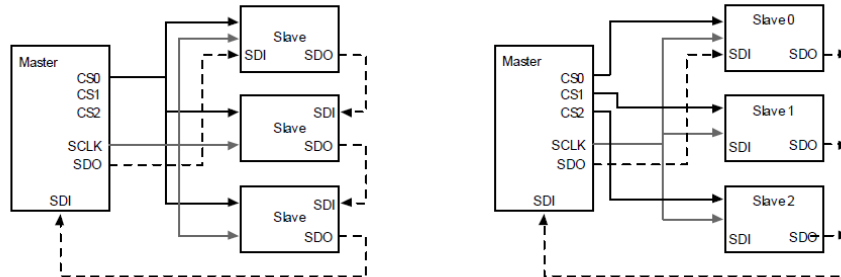 Slave
SDI SDO
Master
CS0
CS1
CS2
SCLK
SDO
SDI
SDI
Slave
SDO
SDI
Slave
SDO
Slave 0
SDI SDO
Master
CS0
CS1
CS2
SCLK
SDO
SDI
Slave 1
SDI SDO
Slave 2
SDI SDO